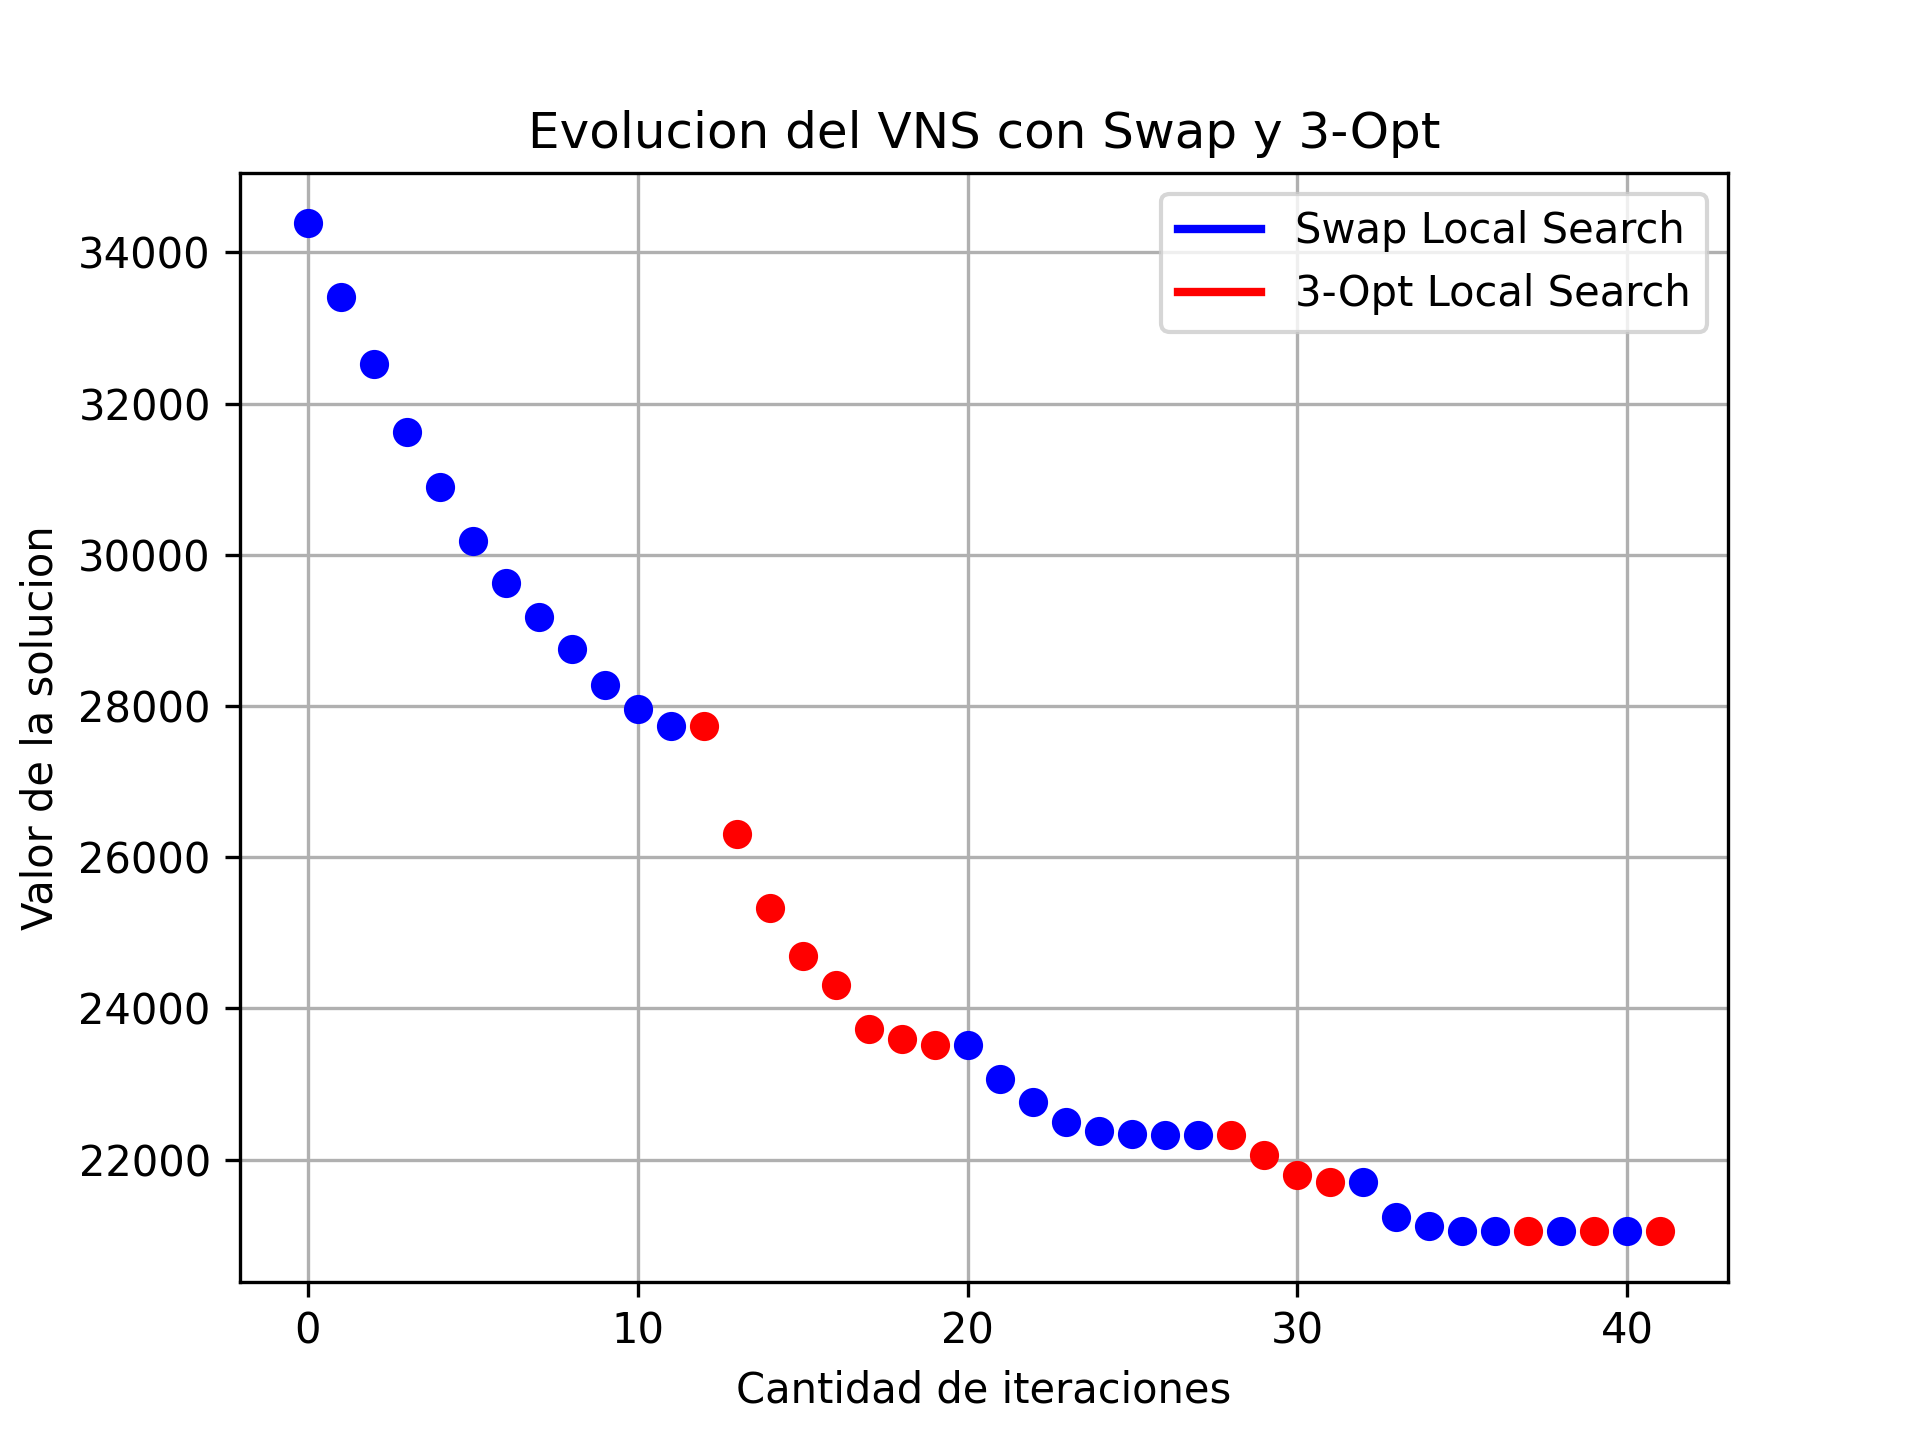 Evolucion del VNS con Swap y 3-Opt
Swap Local Search
3-Opt Local Search
Valor de la solucion
34000
32000
30000
28000
26000
24000
22000
0 10 20 30 40
Cantidad de iteraciones